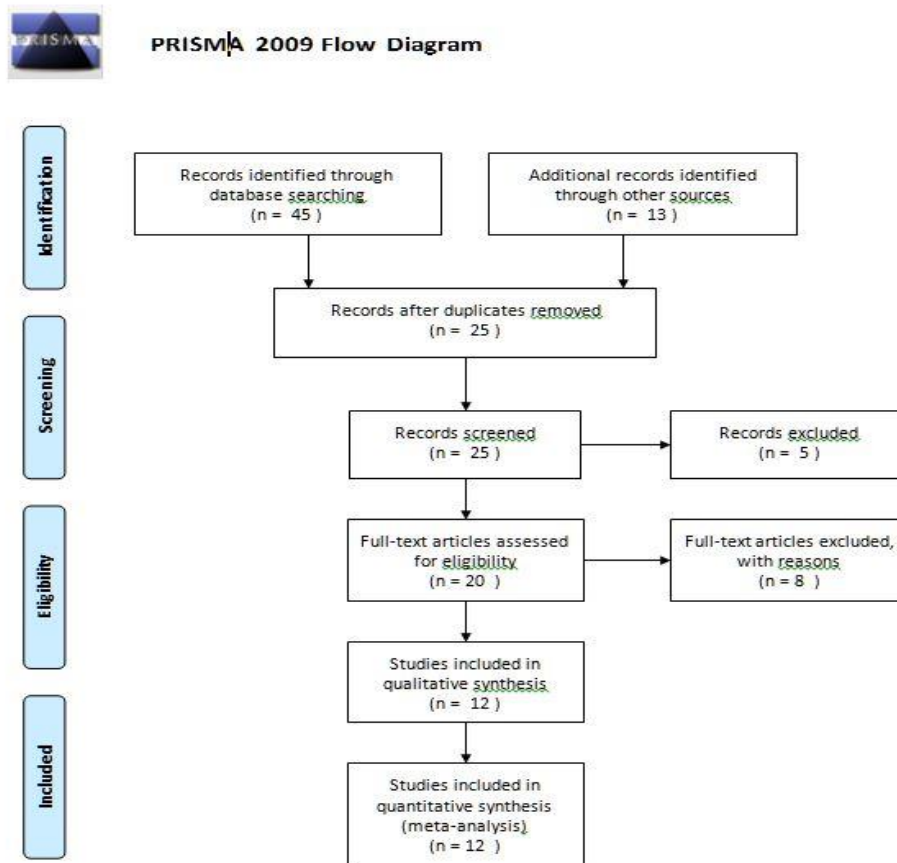 PRISMA
PRISMA 2009 Flow Diagram
Identification
Records identified through
database searching
(n = 45 )
Additional records identified
through other sources
(n = 13 )
Records after duplicates removed
(n = 25 )
Screening
Records screened
(n = 25 )
Records excluded
(n = 5 )
Eligibility
Full-text articles assessed
for eligibility
(n = 20 )
Full-text articles excluded,
with reasons
(n = 8 )
Studies included in
qualitative synthesis
(n = 12 )
Included
Studies included in
quantitative synthesis
(meta-analysis)
(n = 12 )